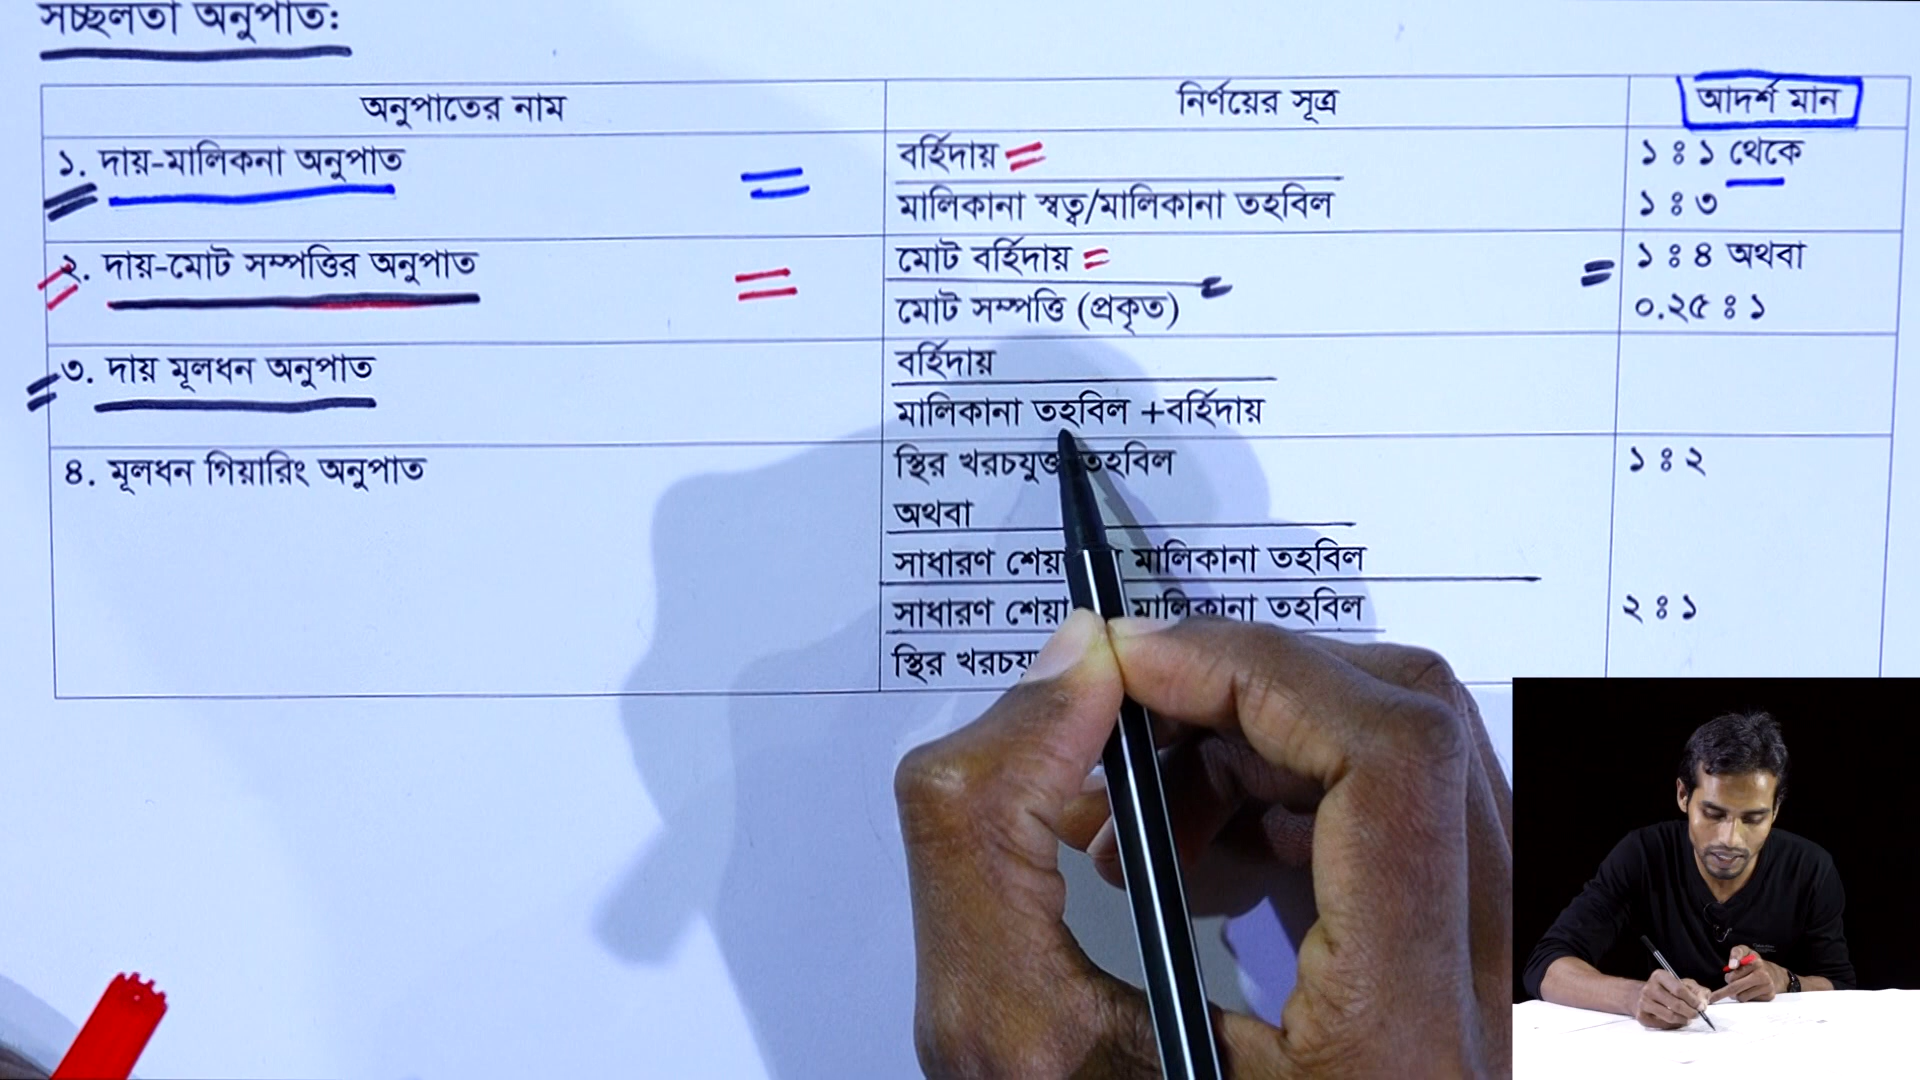 সচ্ছলতা অনুপাত:
অনুপাতের নাম
নির্ণয়ের সূত্র
আদর্শ মান
১. দায়-মালিকনা অনুপাত
বর্হিদায়
মালিকানা স্বত্ব/মালিকানা তহবিল
১ ঃ ১ থেকে
১ ঃ ৩
২. দায়-মোট সম্পত্তির অনুপাত
মোট বর্হিদায়
মোট সম্পত্তি (প্রকৃত)
১ ঃ ৪ অথবা
০.২৫ ঃ ১
৩. দায় মূলধন অনুপাত
বর্হিদায়
মালিকানা তহবিল +বর্হিদায়
৪. মূলধন গিয়ারিং অনুপাত
স্থির খরচযুক্ত তহবিল
অথবা
সাধারণ মালিকানা তহবিল
১ ঃ ২
সাধারণ মালিকানা তহবিল
স্থির
২ ঃ ১